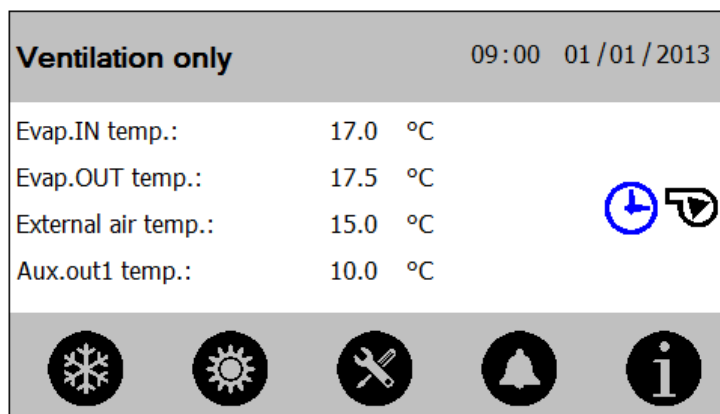 Ventilation only 09:00 01/01/2013
Evap.IN temp.: 17.0 °C
Evap.OUT temp.: 17.5 °C
External air temp.: 15.0 °C
Aux.out1 temp.: 10.0 °C